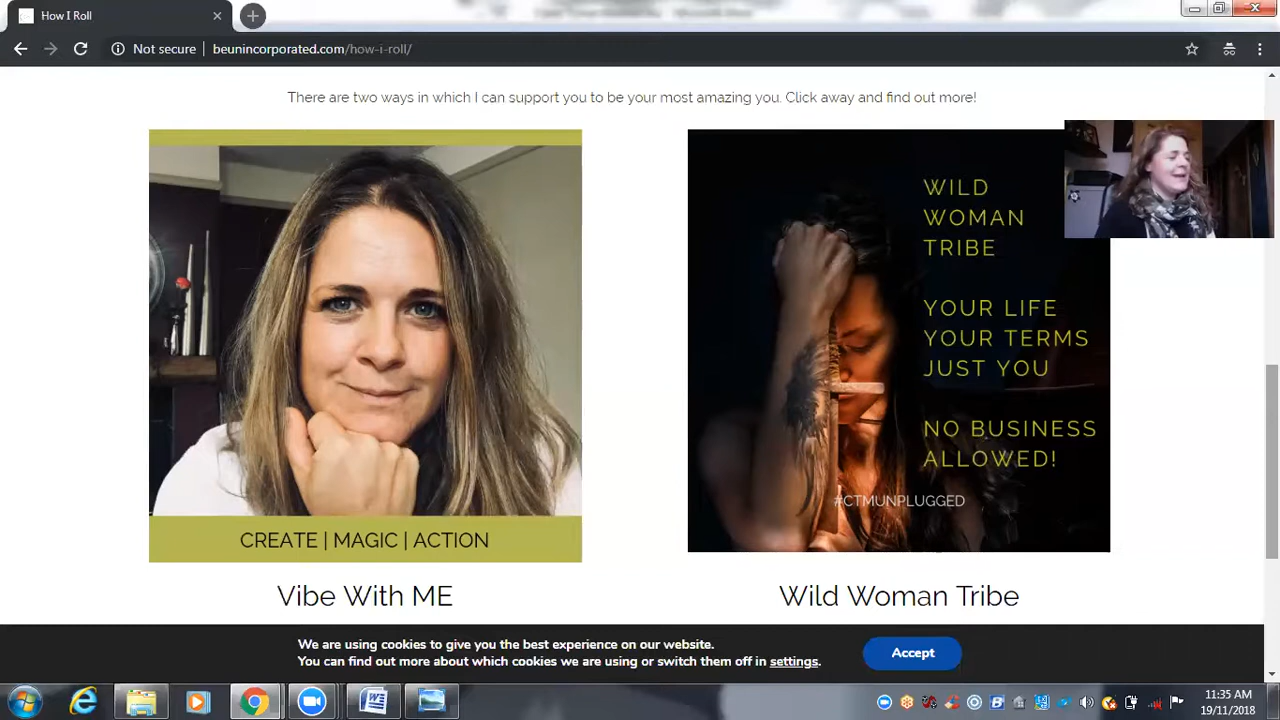 How I Roll
Not secure
beunincorporated.com/how-i-roll/
There are two ways in which I can support you to be your most amazing you. Click away and find out more!
WILD
WOMAN
TRIBE
YOUR LIFE
YOUR TERMS
JUST YOU
NO BUSINESS
ALLOWED!
#CTMUNPLUGGED
CREATE | MAGIC | ACTION
Vibe With ME
Wild Woman Tribe
We are using cookies to give you the best experience on our website.
You can find out more about which cookies we are using or switch them off in settings.
Accept
11:35 AM
19/11/2018